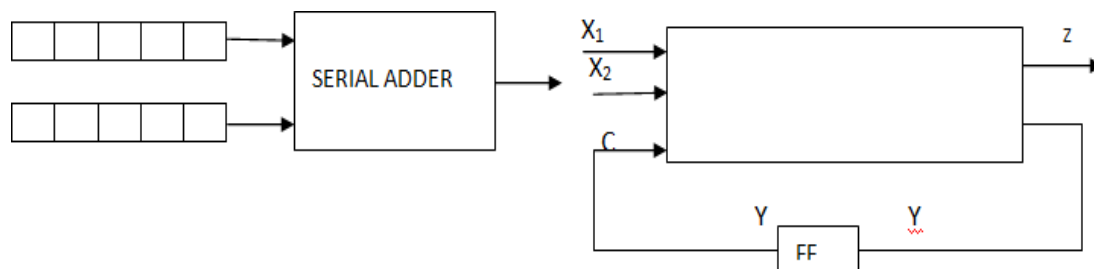 SERIAL ADDER
X₁
X₂
C
z
Y
Y
FF